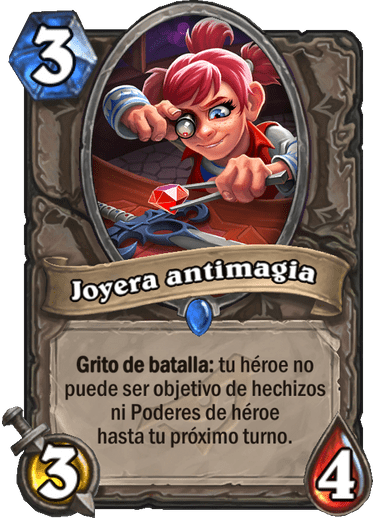 3
Joyera antimagia
Grito de batalla: tu héroe no
puede ser objetivo de hechizos
ni Poderes de héroe
hasta tu próximo turno.
3
4